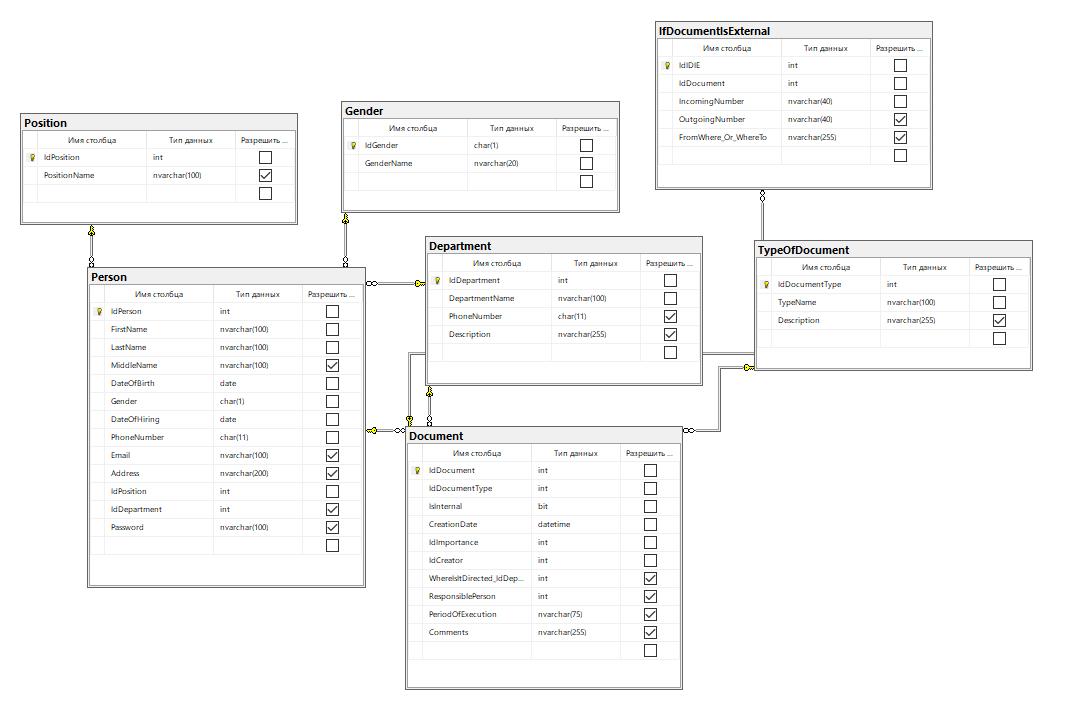 IfDocumentIsExternal
Имя столбца Тип данных Разрешить ...
IdIDIE int
IdDocument int
IncomingNumber nvarchar(40)
OutgoingNumber nvarchar(40)
FromWhere_Or_WhereTo nvarchar(255)
Gender
Имя столбца Тип данных Разрешить ...
IdGender char(1)
GenderName nvarchar(20)
Position
Имя столбца Тип данных Разрешить ...
IdPosition int
PositionName nvarchar(100)
Department
Имя столбца Тип данных Разрешить ...
IdDepartment int
DepartmentName nvarchar(100)
PhoneNumber char(11)
Description nvarchar(255)
TypeOfDocument
Имя столбца Тип данных Разрешить ...
IdDocumentType int
TypeName nvarchar(100)
Description nvarchar(255)
Person
Имя столбца Тип данных Разрешить ...
IdPerson int
FirstName nvarchar(100)
LastName nvarchar(100)
MiddleName nvarchar(100)
DateOfBirth date
Gender char(1)
DateOfHiring date
PhoneNumber char(11)
Email nvarchar(100)
Address nvarchar(200)
IdPosition int
IdDepartment int
Password nvarchar(100)
Document
Имя столбца Тип данных Разрешить ...
IdDocument int
IdDocumentType int
IsInternal bit
CreationDate datetime
IdImportance int
IdCreator int
WhereIsItDirected_IdDep... int
ResponsiblePerson int
PeriodOfExecution nvarchar(75)
Comments nvarchar(255)